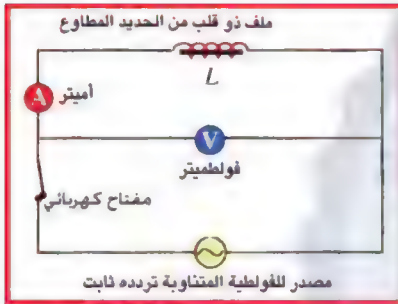 ملف ذو قلب من الحديد المطاوع
L
أميتر
A
V
فولطميتر
مفتاح كهربائي
مصدر للفولطية المتناوبة تردده ثابت